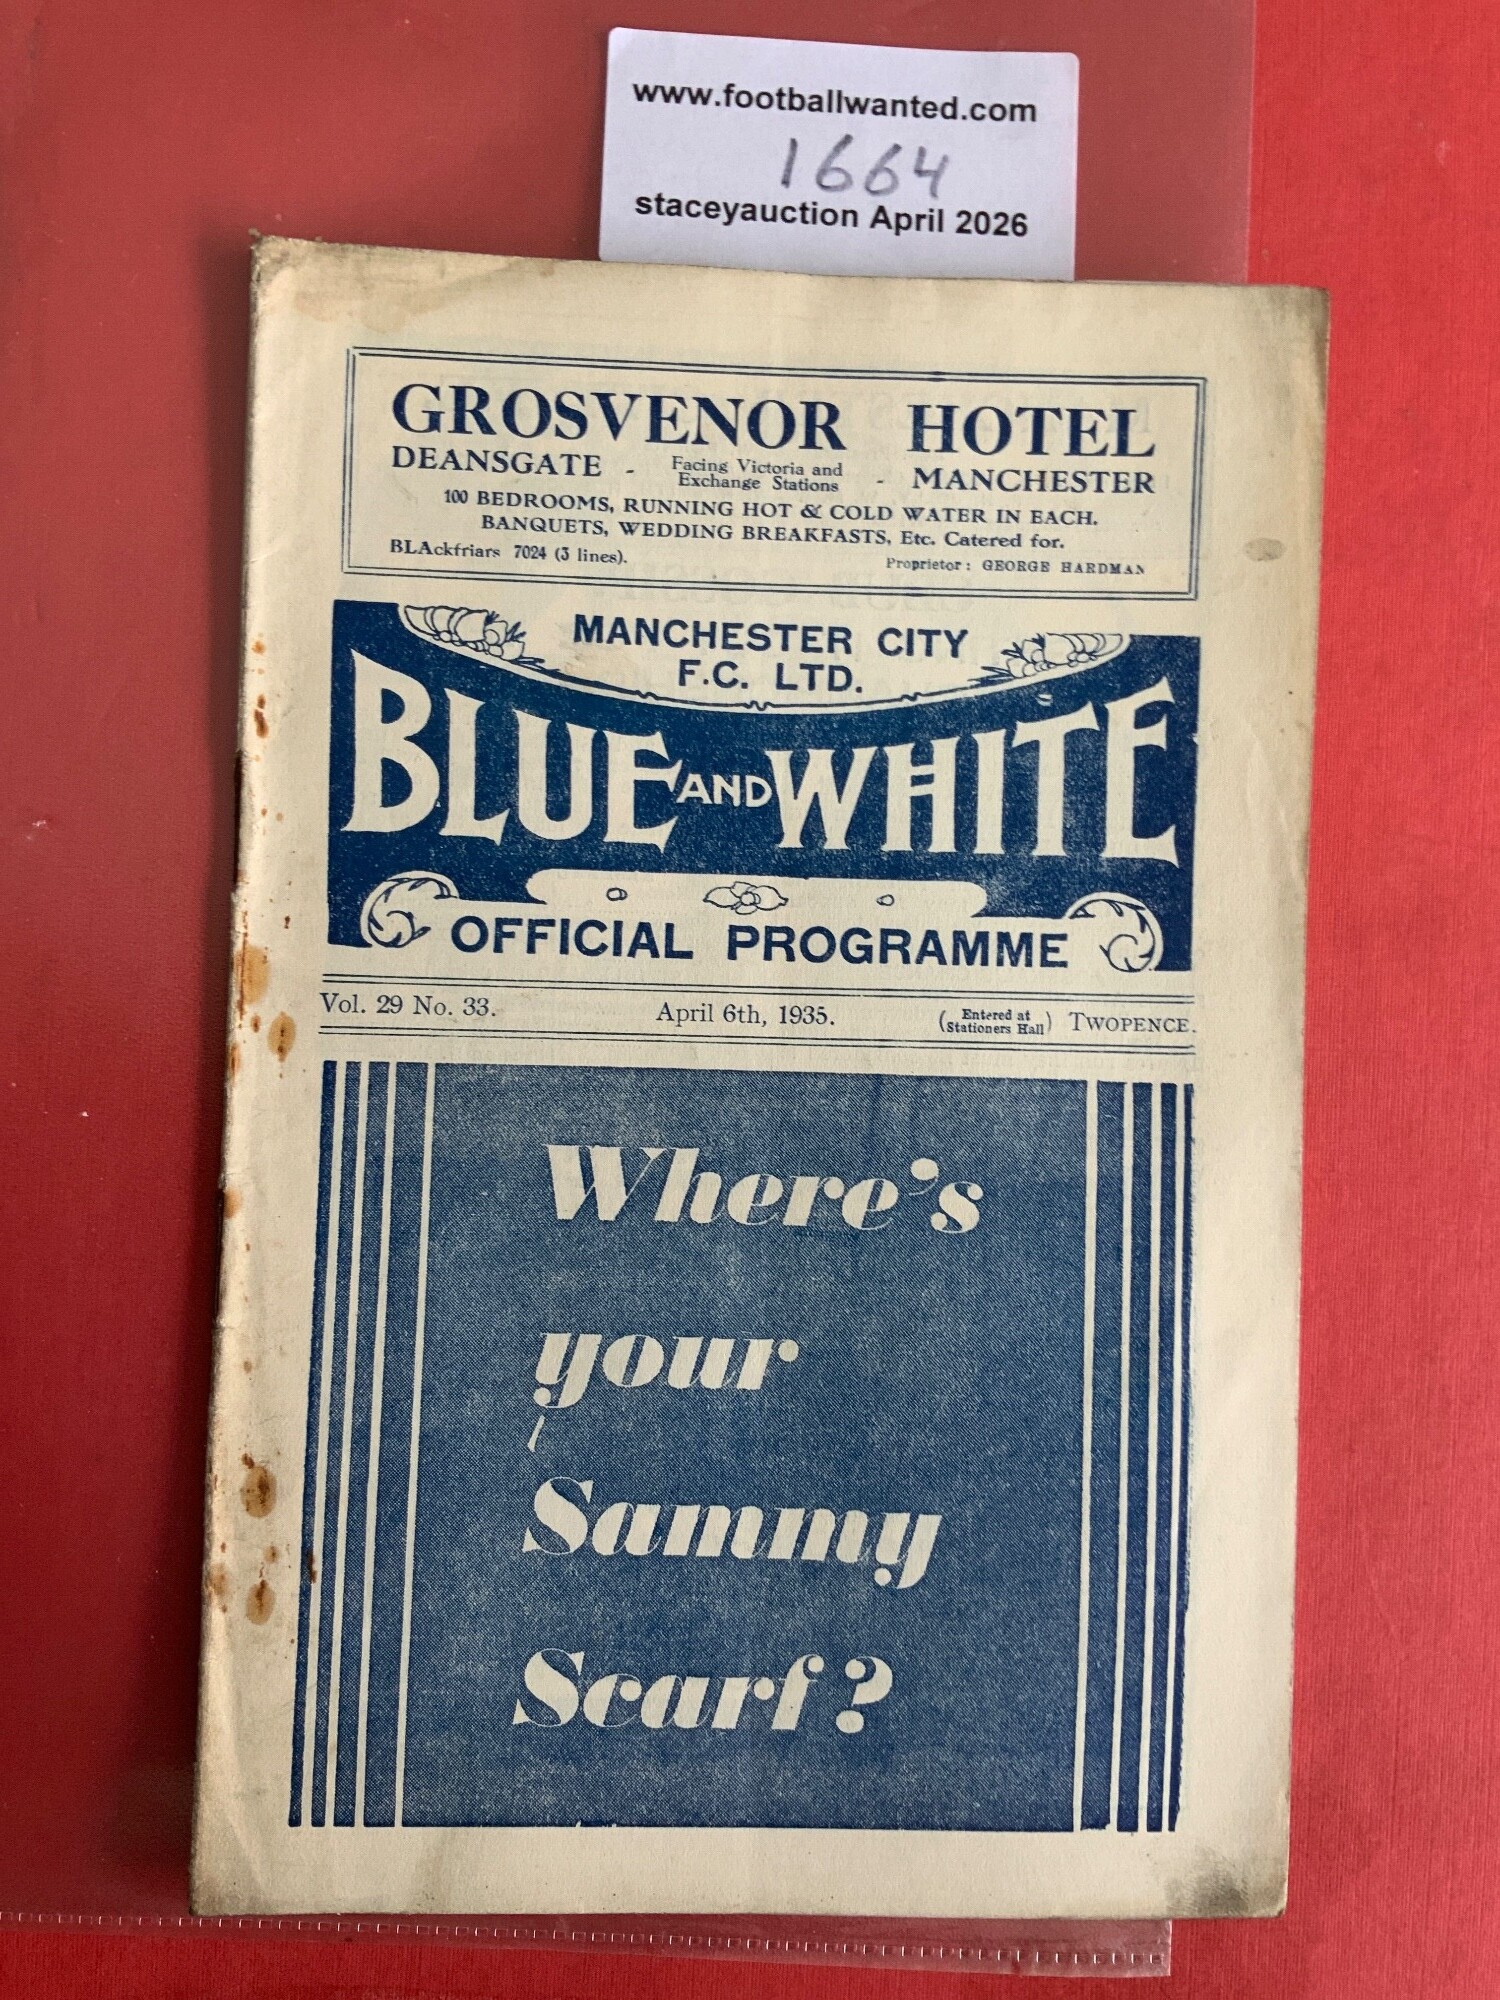 www.footballwanted.com
1664
staceyauction April 2026
GROSVENOR HOTEL
DEANSGATE - Facing Victoria and Exchange Stations - MANCHESTER
100 BEDROOMS, RUNNING HOT & COLD WATER IN EACH.
BANQUETS, WEDDING BREAKFASTS, Etc. Catered for.
BLAckfriars 7024 (3 lines). Proprietor: GEORGE HARDMAN
MANCHESTER CITY
F.C. LTD.
BLUE AND WHITE
OFFICIAL PROGRAMME
Vol. 29 No. 33. April 6th, 1935. (Entered at Stationers Hall) TWOPENCE.
Where's
your
Sammy
Scarf?